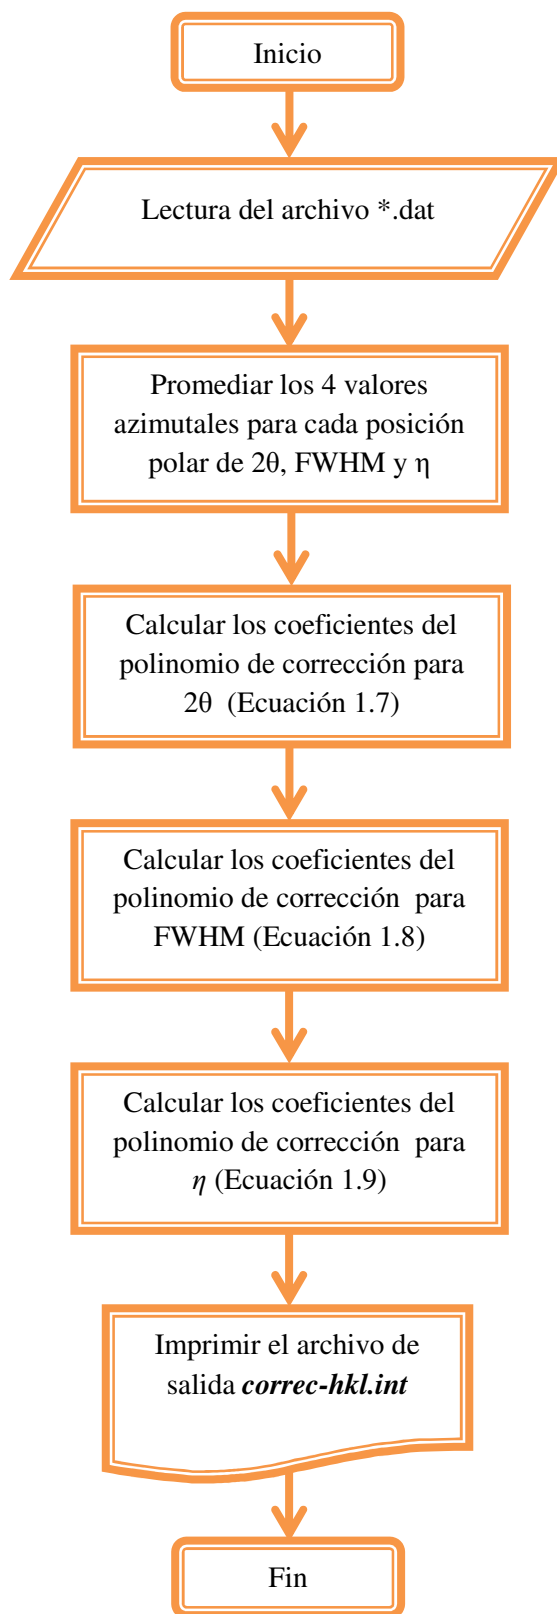 Inicio
Lectura del archivo *.dat
Promediar los 4 valores
azimutales para cada posición
polar de 2θ, FWHM y η
Calcular los coeficientes del
polinomio de corrección para
2θ (Ecuación 1.7)
Calcular los coeficientes del
polinomio de corrección para
FWHM (Ecuación 1.8)
Calcular los coeficientes del
polinomio de corrección para
η (Ecuación 1.9)
Imprimir el archivo de
salida correc-hkl.int
Fin